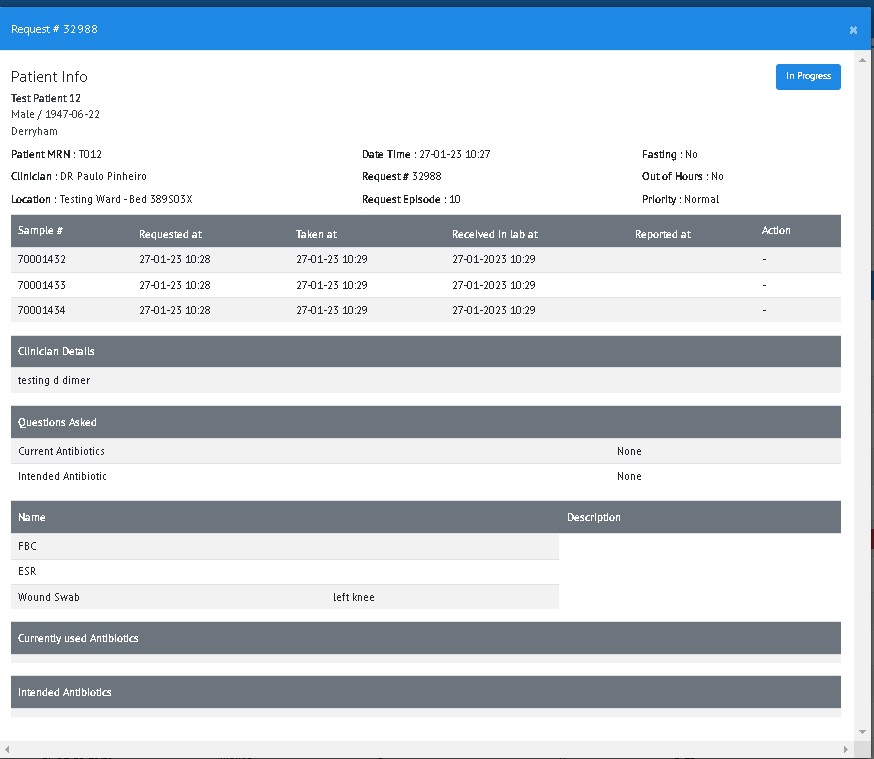 Request # 32988
Patient Info
In Progress
Test Patient 12
Male / 1947-06-22
Derryham
Patient MRN : T012 Date Time : 27-01-23 10:27 Fasting : No
Clinician : DR Paulo Pinheiro Request # 32988 Out of Hours : No
Location : Testing Ward - Bed 389S03X Request Episode : 10 Priority : Normal
Sample # Requested at Taken at Received in lab at Reported at Action
70001432 27-01-23 10:28 27-01-23 10:29 27-01-2023 10:29 -
70001433 27-01-23 10:28 27-01-23 10:29 27-01-2023 10:29 -
70001434 27-01-23 10:28 27-01-23 10:29 27-01-2023 10:29 -
Clinician Details
testing d dimer
Questions Asked
Current Antibiotics None
Intended Antibiotic None
Name Description
FBC
ESR
Wound Swab left knee
Currently used Antibiotics
Intended Antibiotics